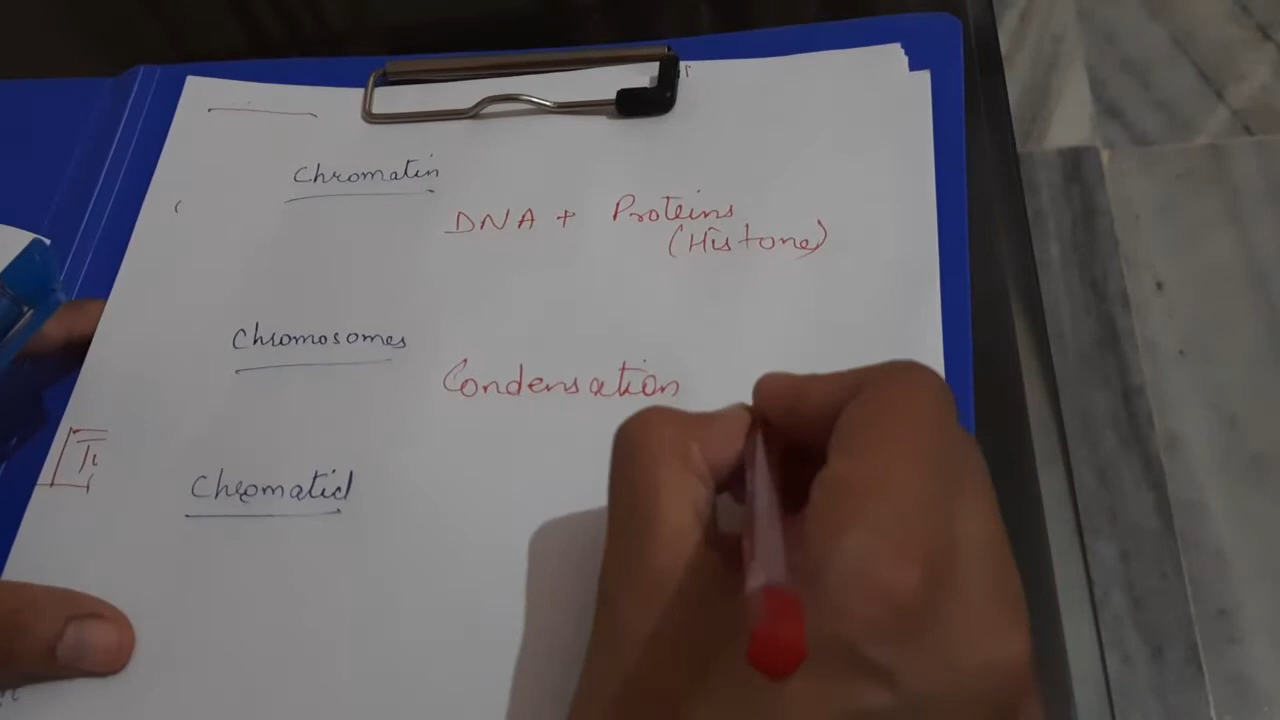 Chromatin
DNA + Proteins
(Histone)
Chromosomes
Condensation
Chromatid